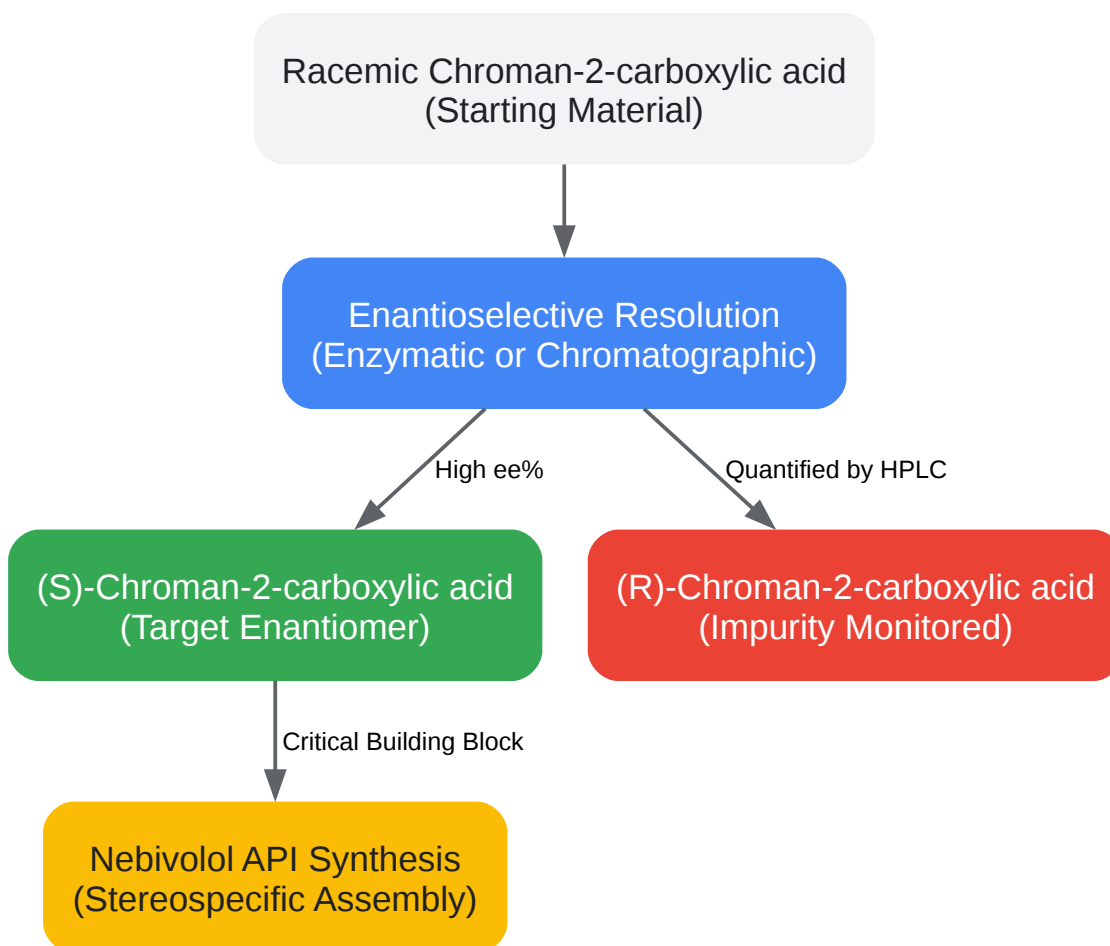 Racemic Chroman-2-carboxylic acid
(Starting Material)
Enantioselective Resolution
(Enzymatic or Chromatographic)
High ee%
Quantified by HPLC
(S)-Chroman-2-carboxylic acid
(Target Enantiomer)
(R)-Chroman-2-carboxylic acid
(Impurity Monitored)
Critical Building Block
Nebivolol API Synthesis
(Stereospecific Assembly)